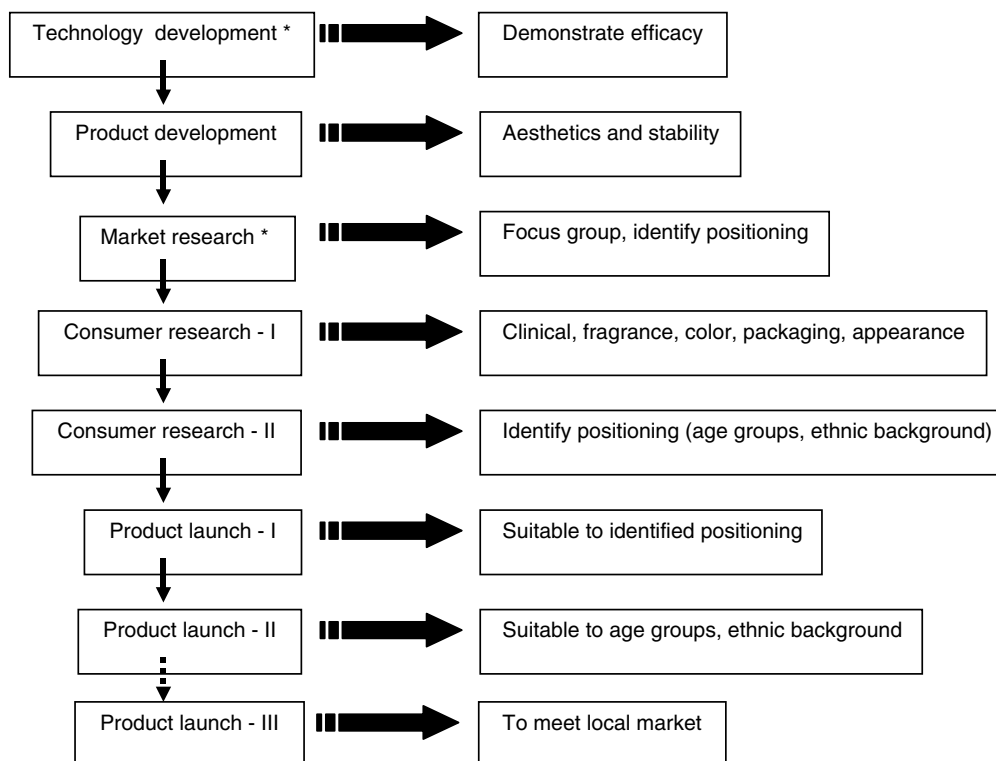 Technology development *
Demonstrate efficacy
Product development
Aesthetics and stability
Market research *
Focus group, identify positioning
Consumer research - I
Clinical, fragrance, color, packaging, appearance
Consumer research - II
Identify positioning (age groups, ethnic background)
Product launch - I
Suitable to identified positioning
Product launch - II
Suitable to age groups, ethnic background
Product launch - III
To meet local market